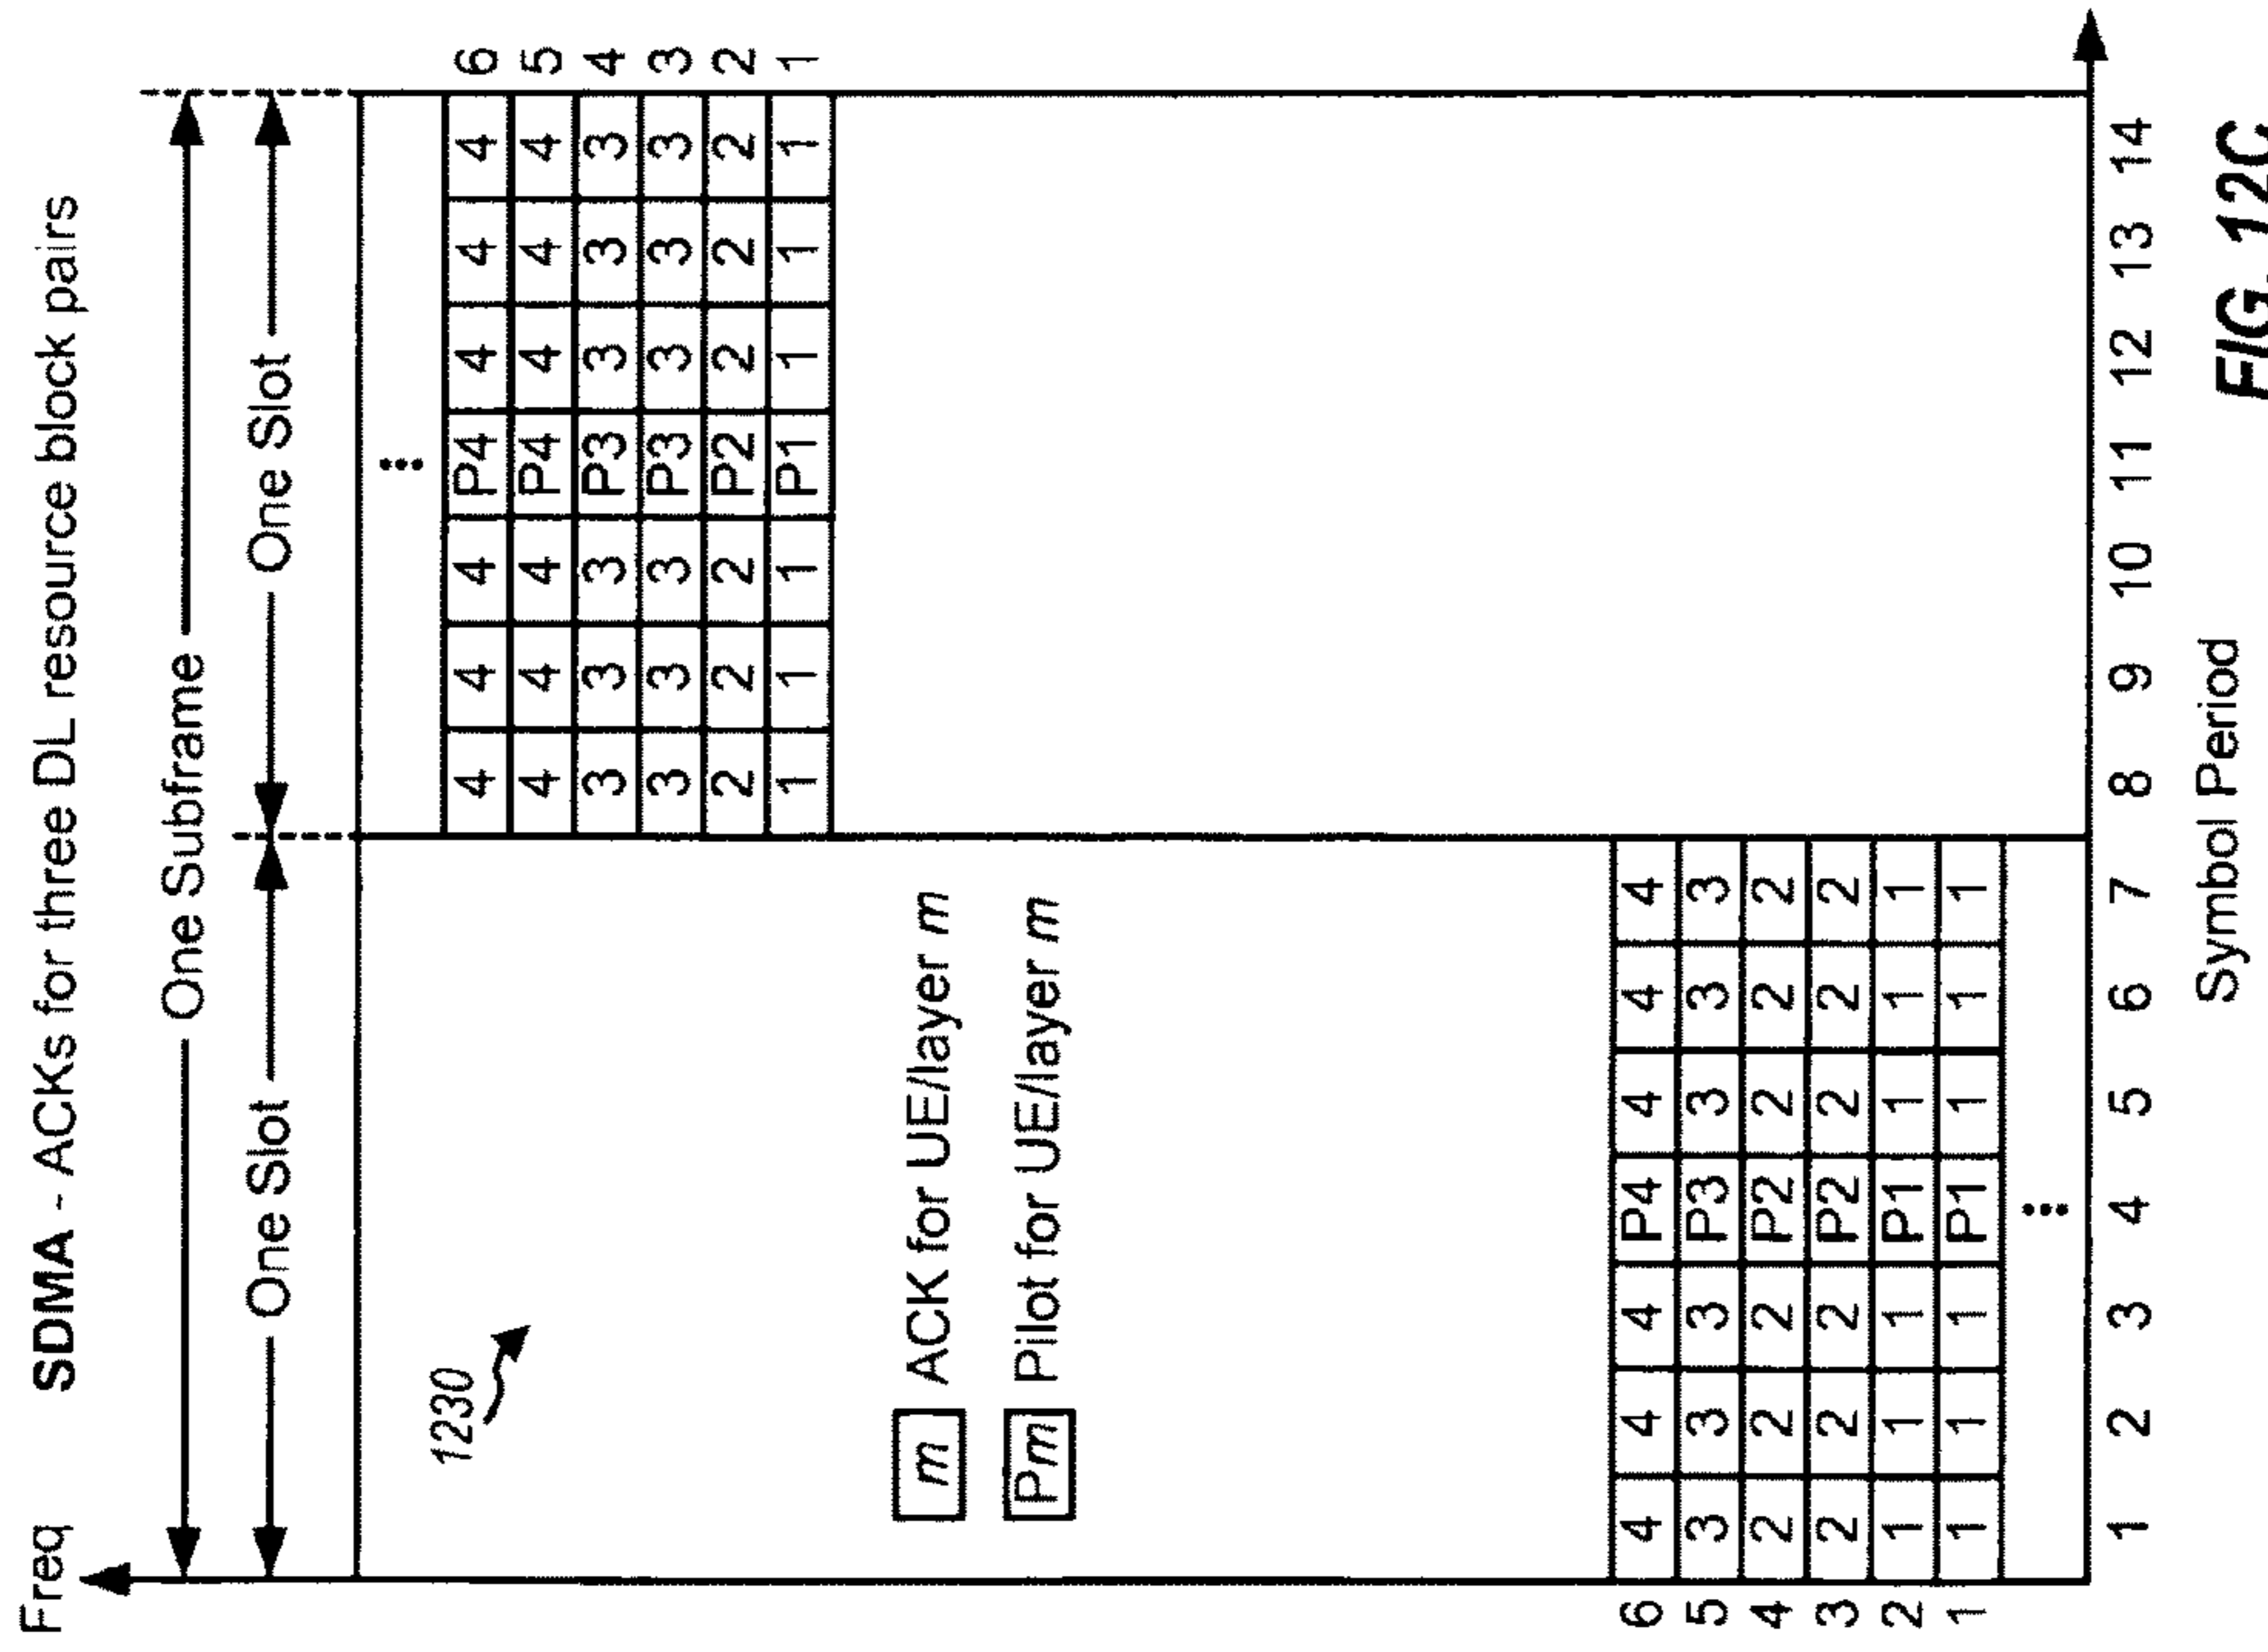 SDMA - ACKs for three DL resource block pairs
Freq
One Subframe
One Slot
One Slot
1230
⋮
6 4 4 4 P4 4 4 4
5 4 4 4 P4 4 4 4
4 3 3 3 P3 3 3 3
3 3 3 3 P3 3 3 3
2 2 2 2 P2 2 2 2
1 1 1 1 P1 1 1 1
m ACK for UE/layer m
Pm Pilot for UE/layer m
6 4 4 4 P4 4 4 4
5 3 3 3 P3 3 3 3
4 2 2 2 P2 2 2 2
3 2 2 2 P2 2 2 2
2 1 1 1 P1 1 1 1
1 1 1 1 P1 1 1 1
⋮
1 2 3 4 5 6 7 8 9 10 11 12 13 14
Symbol Period
FIG. 12C